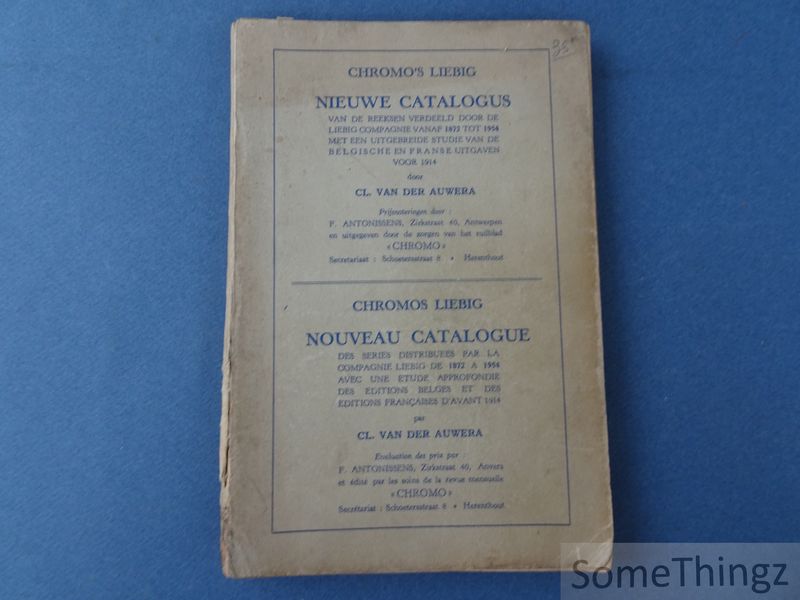 CHROMO'S LIEBIG
NIEUWE CATALOGUS
VAN DE REEKSEN VERDEELD DOOR DE
LIEBIG COMPAGNIE VANAF 1872 TOT 1954
MET EEN UITGEBREIDE STUDIE VAN DE
BELGISCHE EN FRANSE UITGAVEN
VOOR 1914
door
CL. VAN DER AUWERA
Prijsnoteringen door :
F. ANTONISSENS, Zirkstraat 40, Antwerpen
en uitgegeven door de zorgen van het ruilblad
«CHROMO»
Secretariaat : Schoetersstraat 8 • Herenthout
CHROMOS LIEBIG
NOUVEAU CATALOGUE
DES SERIES DISTRIBUEES PAR LA
COMPAGNIE LIEBIG DE 1872 A 1954
AVEC UNE ETUDE APPROFONDIE
DES EDITIONS BELGES ET DES
EDITIONS FRANÇAISES D'AVANT 1914
par
CL. VAN DER AUWERA
Evaluation des prix par :
F. ANTONISSENS, Zirkstraat 40, Anvers
et édité par les soins de la revue mensuelle
«CHROMO»
Secrétariat : Schoetersstraat 8 • Herenthout
SomeThingz